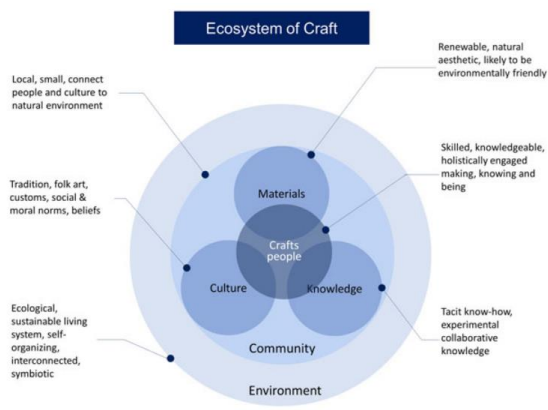 Ecosystem of Craft
Renewable, natural
aesthetic, likely to be
environmentally friendly
Local, small, connect
people and culture to
natural environment
Skilled, knowledgeable,
holistically engaged
making, knowing and
being
Materials
Tradition, folk art,
customs, social &
moral norms, beliefs
Crafts
people
Culture
Knowledge
Ecological,
sustainable living
system, self-
organizing,
interconnected,
symbiotic
Tacit know-how,
experimental
collaborative
knowledge
Community
Environment